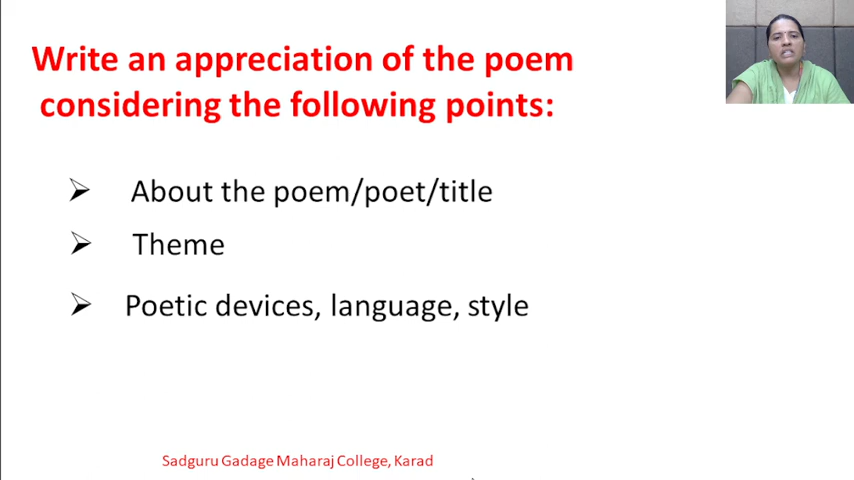 Write an appreciation of the poem
considering the following points:
➢ About the poem/poet/title
➢ Theme
➢ Poetic devices, language, style
Sadguru Gadage Maharaj College, Karad